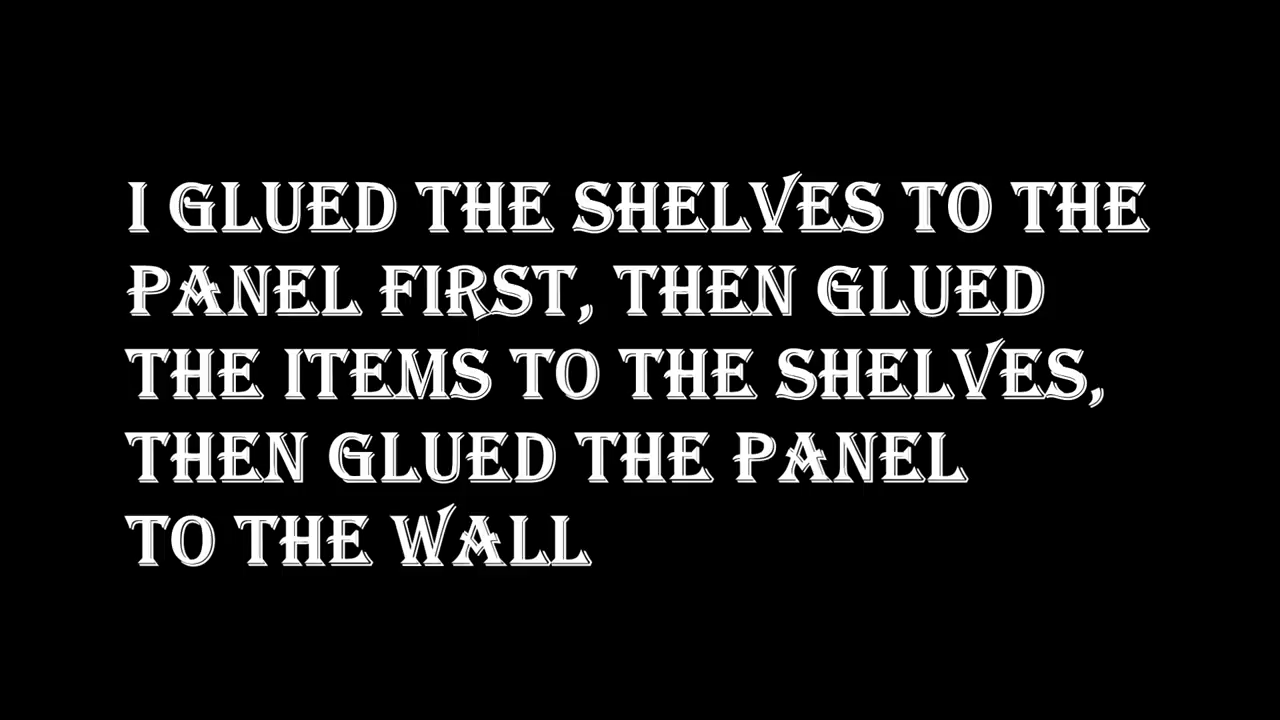 I GLUED THE SHELVES TO THE
PANEL FIRST, THEN GLUED
THE ITEMS TO THE SHELVES,
THEN GLUED THE PANEL
TO THE WALL